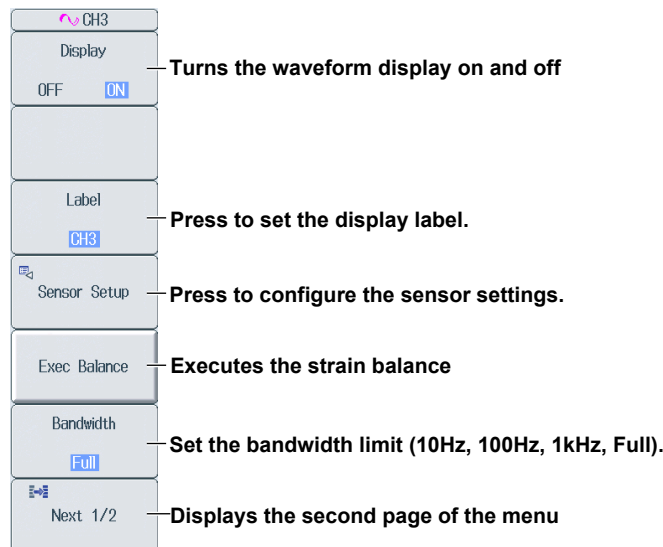 CH3
Display
OFF ON
Turns the waveform display on and off
Label
CH3
Press to set the display label.
Sensor Setup
Press to configure the sensor settings.
Exec Balance
Executes the strain balance
Bandwidth
Full
Set the bandwidth limit (10Hz, 100Hz, 1kHz, Full).
Next 1/2
Displays the second page of the menu